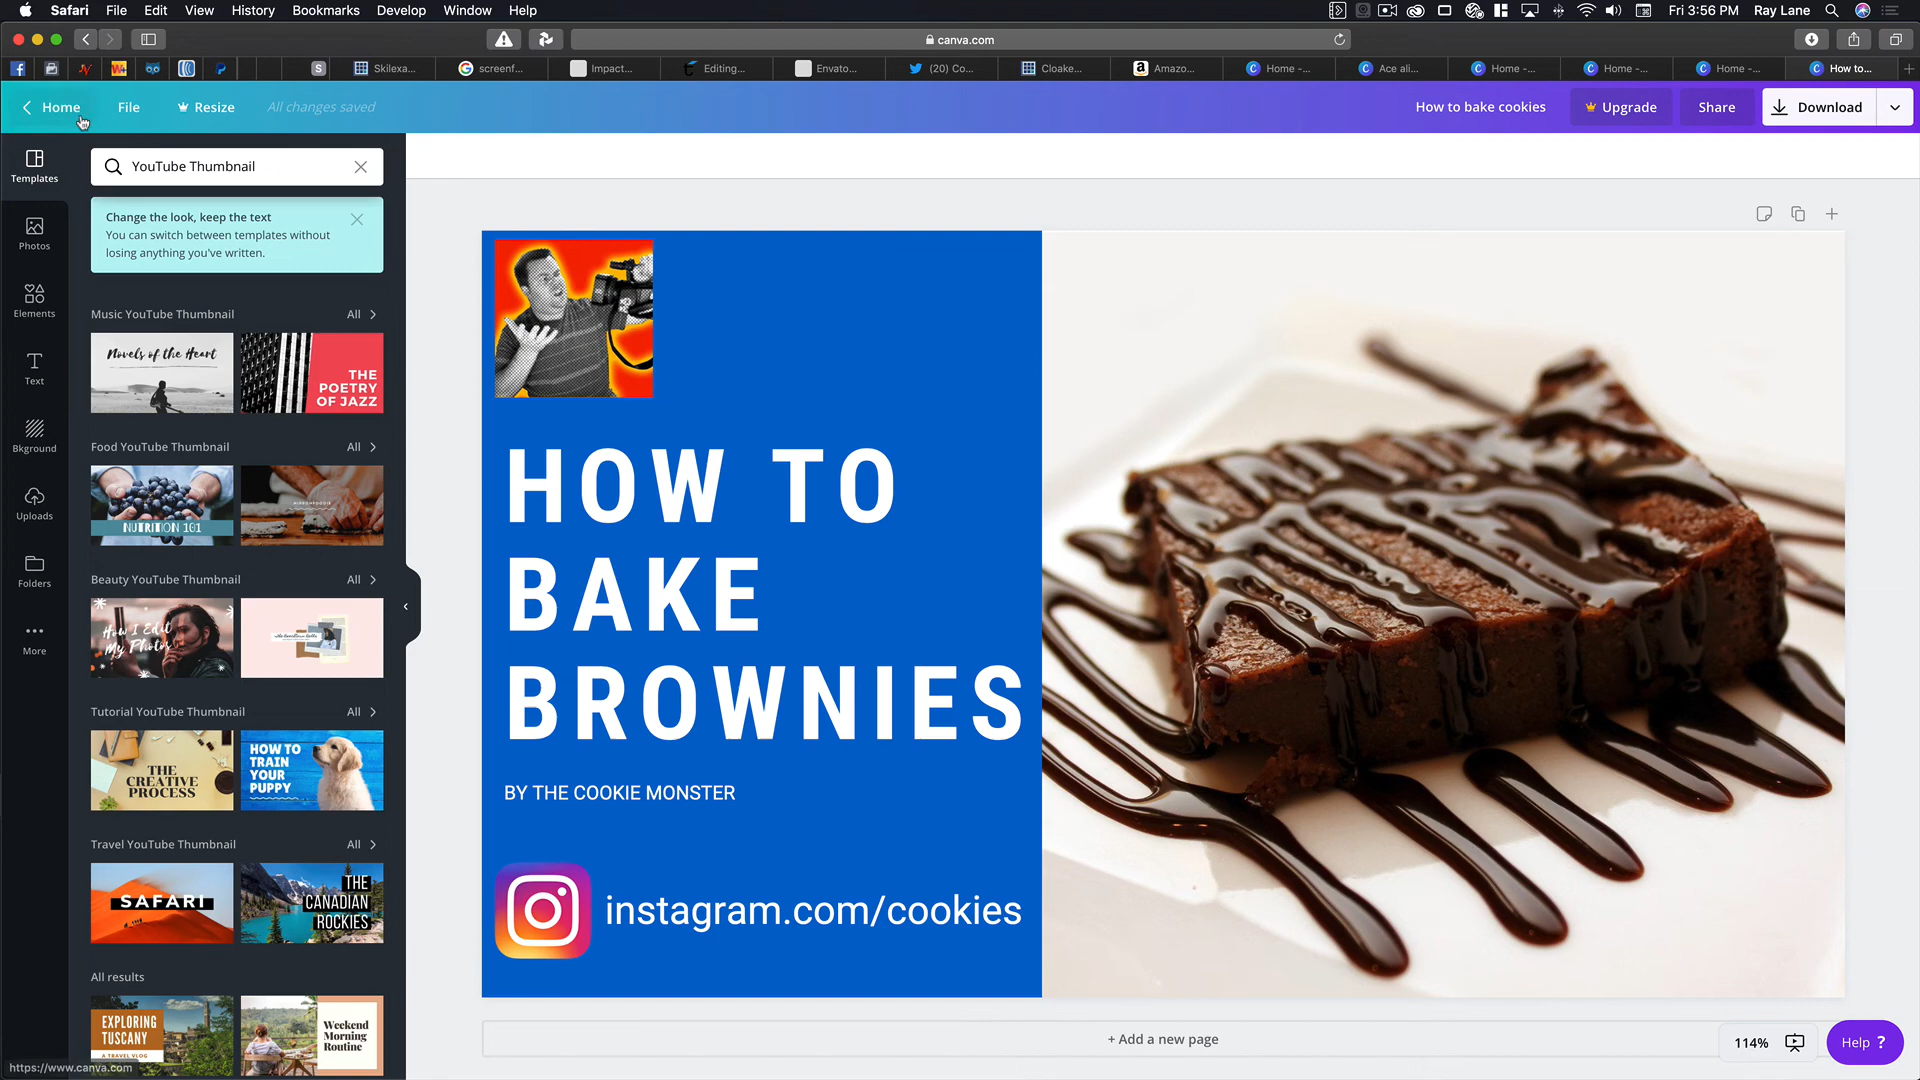 Safari File Edit View History Bookmarks Develop Window Help
Fri 3:56 PM Ray Lane
canva.com
S
Skilexa...
screenf...
Impact...
Editing...
Envato...
(20) Co...
Cloake...
Amazo...
Home -...
Ace ali...
Home -...
Home -...
Home -...
How to...
Home
File
Resize
All changes saved
How to bake cookies
Upgrade
Share
Download
Templates
Photos
Elements
Text
Bkground
Uploads
Folders
More
YouTube Thumbnail
Change the look, keep the text
You can switch between templates without
losing anything you've written.
Music YouTube Thumbnail All
Novels of the Heart
THE
POETRY
OF JAZZ
Food YouTube Thumbnail All
NUTRITION 101
Beauty YouTube Thumbnail All
How I Edit
My Photos
Tutorial YouTube Thumbnail All
THE
CREATIVE
PROCESS
HOW TO
TRAIN
YOUR
PUPPY
Travel YouTube Thumbnail All
SAFARI
THE
CANADIAN
ROCKIES
All results
EXPLORING
TUSCANY
A TRAVEL VLOG
Weekend
Morning
Routine
https://www.canva.com
HOW TO
BAKE
BROWNIES
BY THE COOKIE MONSTER
instagram.com/cookies
+ Add a new page
114%
Help ?